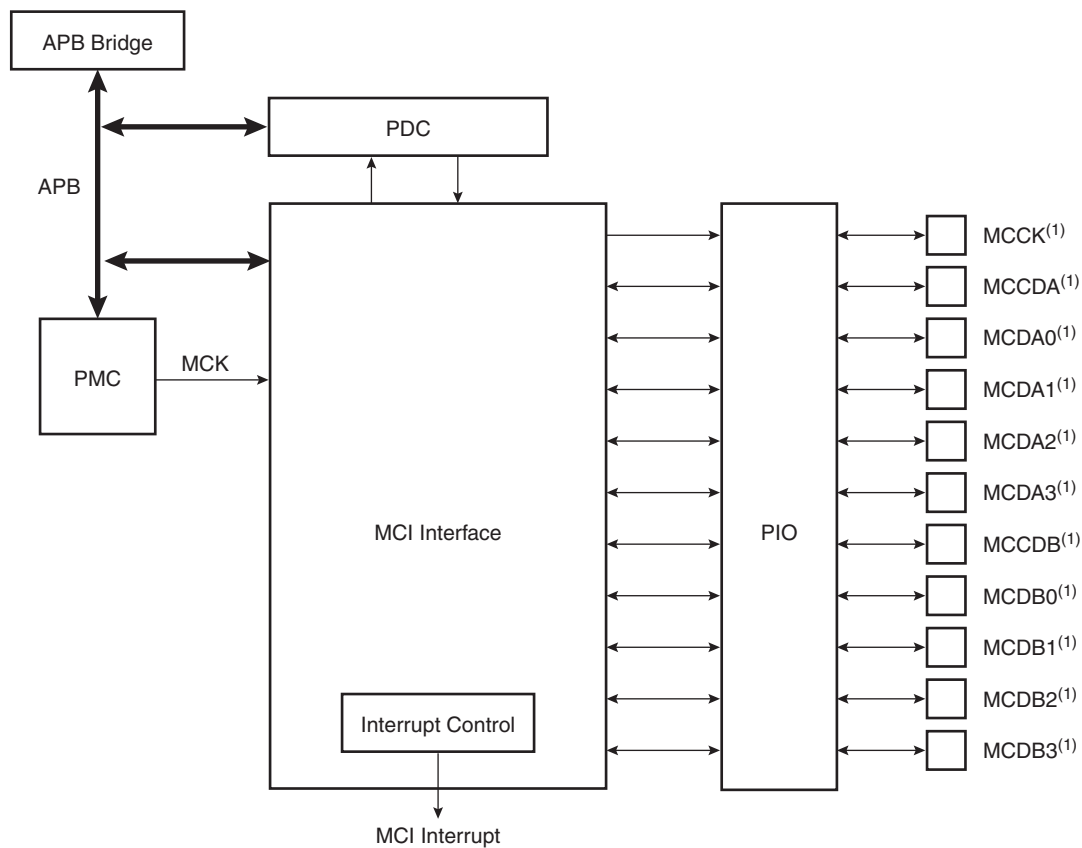 APB Bridge
PDC
APB
MCCK(1)
MCCDA(1)
MCDA0(1)
PMC
MCK
MCDA1(1)
MCDA2(1)
MCDA3(1)
MCI Interface
PIO
MCCDB(1)
MCDB0(1)
MCDB1(1)
MCDB2(1)
Interrupt Control
MCDB3(1)
MCI Interrupt